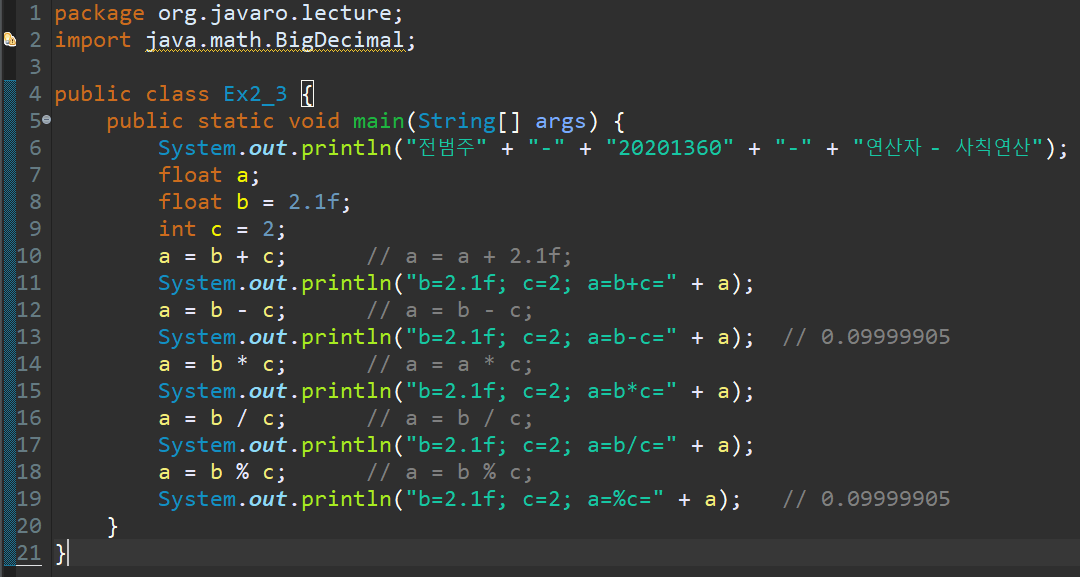 1 package org.javaro.lecture;
2 import java.math.BigDecimal;
3
4 public class Ex2_3 {
5     public static void main(String[] args) {
6         System.out.println("전범주" + "-" + "20201360" + "-" + "연산자 - 사칙연산");
7         float a;
8         float b = 2.1f;
9         int c = 2;
10         a = b + c;      // a = a + 2.1f;
11         System.out.println("b=2.1f; c=2; a=b+c=" + a);
12         a = b - c;      // a = b - c;
13         System.out.println("b=2.1f; c=2; a=b-c=" + a);  // 0.09999905
14         a = b * c;      // a = a * c;
15         System.out.println("b=2.1f; c=2; a=b*c=" + a);
16         a = b / c;      // a = b / c;
17         System.out.println("b=2.1f; c=2; a=b/c=" + a);
18         a = b % c;      // a = b % c;
19         System.out.println("b=2.1f; c=2; a=%c=" + a);   // 0.09999905
20     }
21 }